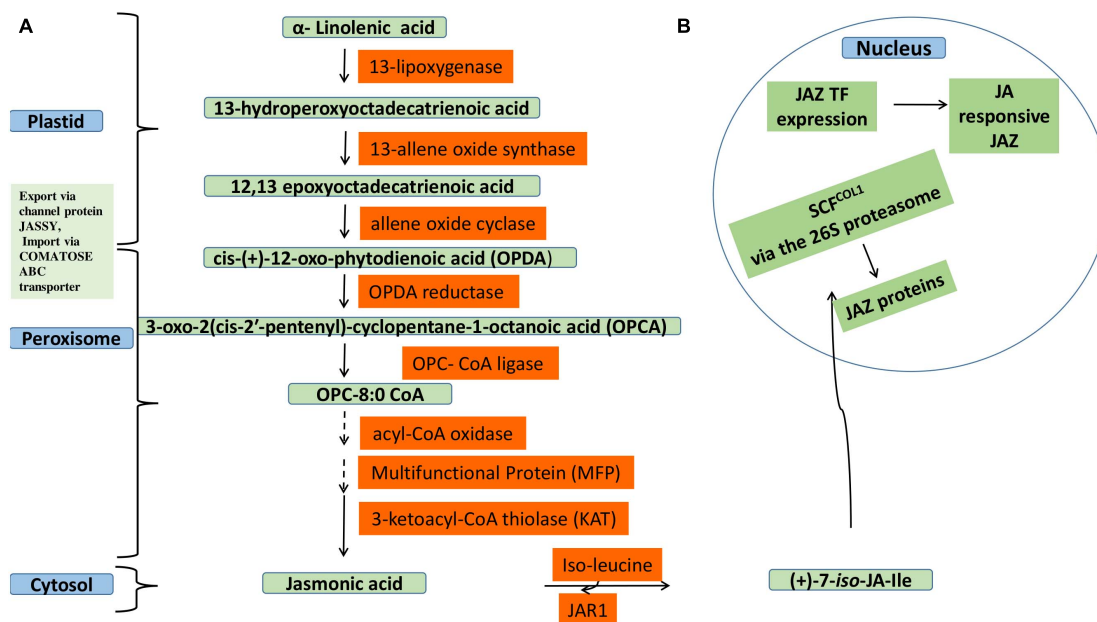 A
α- Linolenic acid
13-lipoxygenase
13-hydroperoxyoctadecatrienoic acid
Plastid
13-allene oxide synthase
12,13 epoxyoctadecatrienoic acid
Export via
channel protein
JASSY,
Import via
COMATOSE
ABC
transporter
allene oxide cyclase
cis-(+)-12-oxo-phytodienoic acid (OPDA)
OPDA reductase
Peroxisome
3-oxo-2(cis-2′-pentenyl)-cyclopentane-1-octanoic acid (OPCA)
OPC- CoA ligase
OPC-8:0 CoA
acyl-CoA oxidase
Multifunctional Protein (MFP)
3-ketoacyl-CoA thiolase (KAT)
Cytosol
Jasmonic acid
Iso-leucine
JAR1
B
Nucleus
JAZ TF
expression
JA
responsive
JAZ
SCF^COL1
via the 26S proteasome
JAZ proteins
(+)-7-iso-JA-Ile